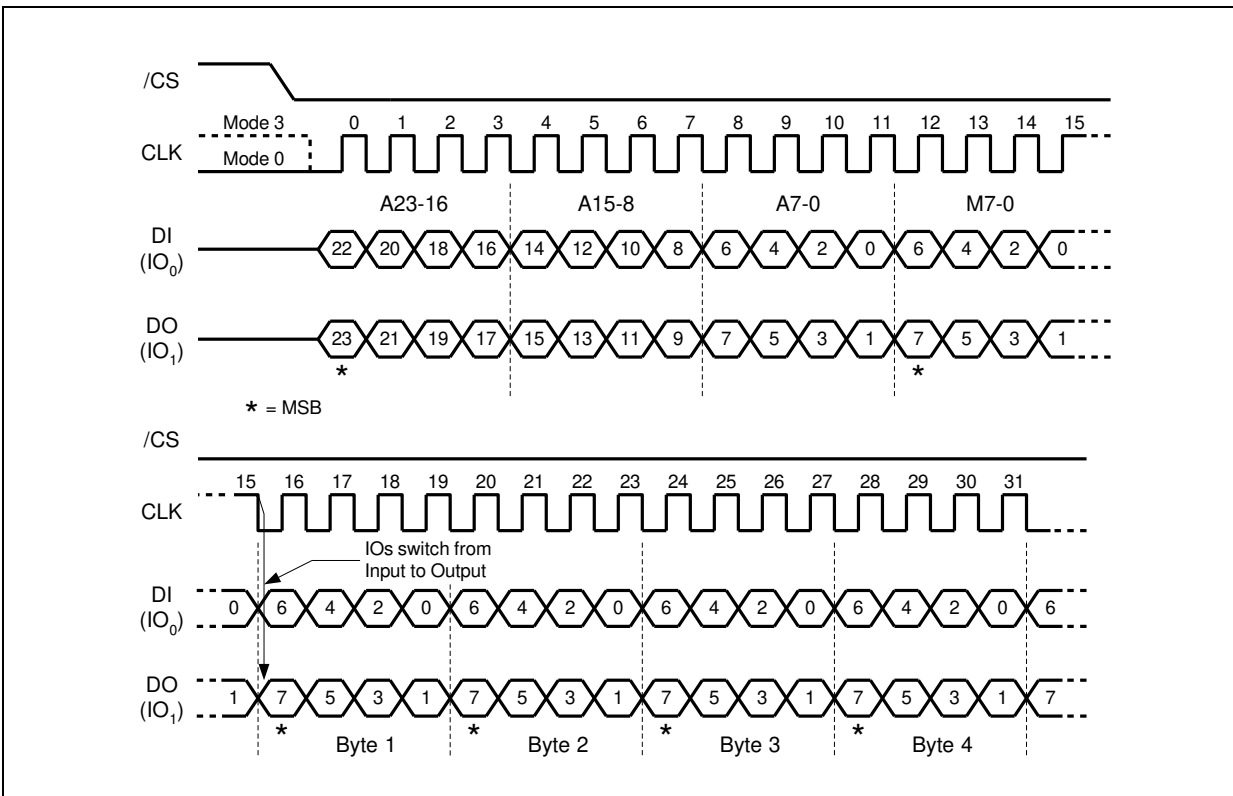 /CS
Mode 3 0 1 2 3 4 5 6 7 8 9 10 11 12 13 14 15
CLK Mode 0
A23-16 A15-8 A7-0 M7-0
DI
(IO0) 22 20 18 16 14 12 10 8 6 4 2 0 6 4 2 0
DO
(IO1) 23 21 19 17 15 13 11 9 7 5 3 1 7 5 3 1
* *
* = MSB
/CS
15 16 17 18 19 20 21 22 23 24 25 26 27 28 29 30 31
CLK
IOs switch from
Input to Output
DI
(IO0) 0 6 4 2 0 6 4 2 0 6 4 2 0 6 4 2 0 6
DO
(IO1) 1 7 5 3 1 7 5 3 1 7 5 3 1 7 5 3 1 7
* * * *
Byte 1 Byte 2 Byte 3 Byte 4